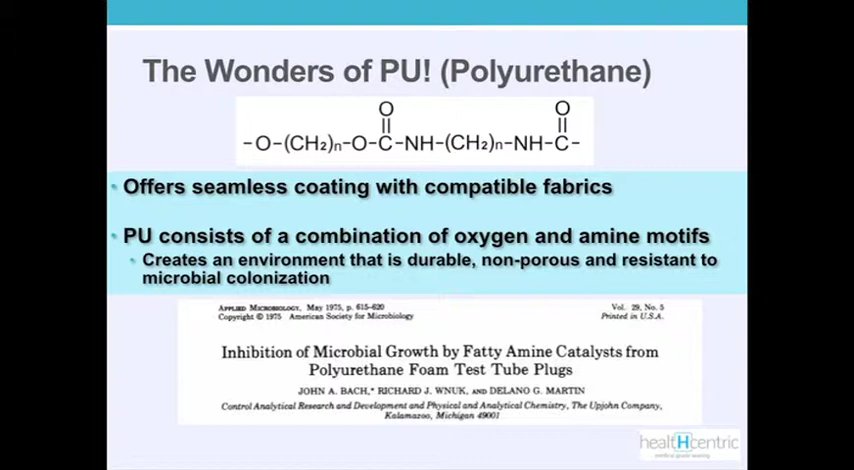 The Wonders of PU! (Polyurethane)
O O
-O-(CH₂)n-O-C-NH-(CH₂)n-NH-C-
• Offers seamless coating with compatible fabrics
• PU consists of a combination of oxygen and amine motifs
• Creates an environment that is durable, non-porous and resistant to
microbial colonization
APPLIED MICROBIOLOGY, May 1975, p. 615-620 Vol. 29, No. 5
Copyright © 1975 American Society for Microbiology Printed in U.S.A.
Inhibition of Microbial Growth by Fatty Amine Catalysts from
Polyurethane Foam Test Tube Plugs
JOHN A. BACH,* RICHARD J. WNUK, AND DELANO G. MARTIN
Control Analytical Research and Development and Physical and Analytical Chemistry, The Upjohn Company,
Kalamazoo, Michigan 49001
healtHcentric
medical grade seating